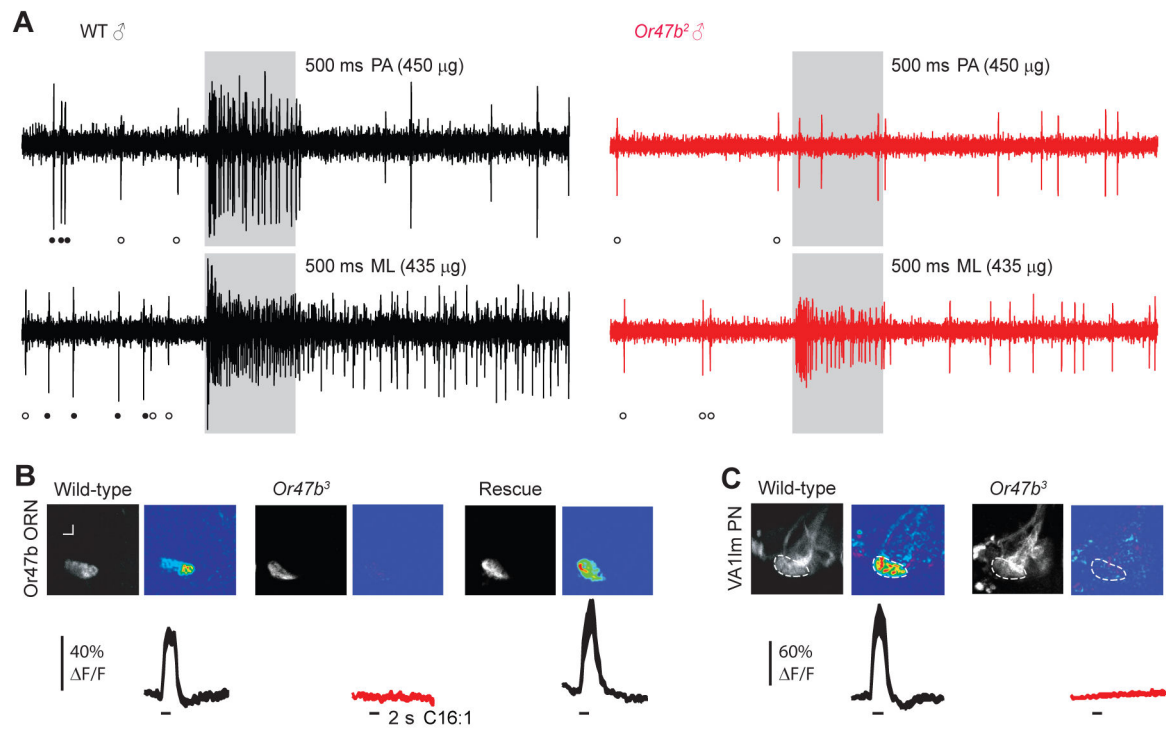 A
WT ♂
Or47b² ♂
500 ms PA (450 µg)
500 ms PA (450 µg)
500 ms ML (435 µg)
500 ms ML (435 µg)
B
C
Wild-type
Or47b³
Rescue
Wild-type
Or47b³
Or47b ORN
VA1lm PN
40%
ΔF/F
60%
ΔF/F
2 s C16:1